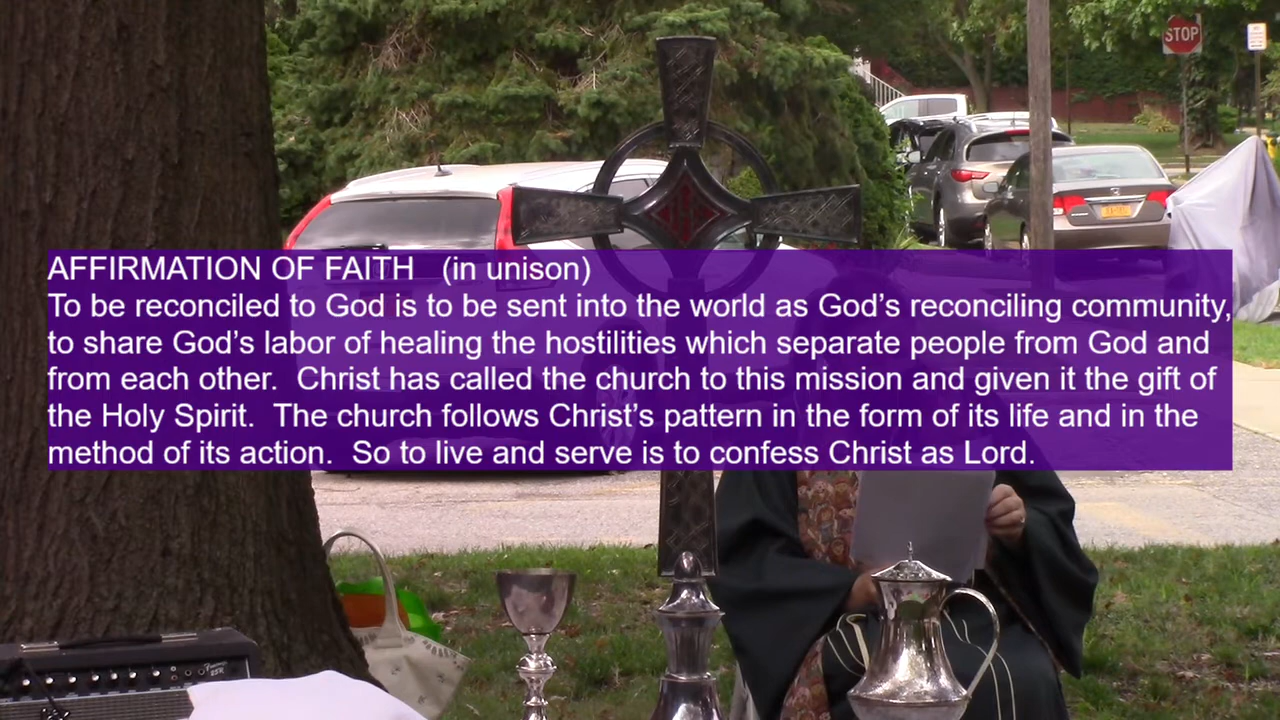 STOP
AFFIRMATION OF FAITH (in unison)
To be reconciled to God is to be sent into the world as God’s reconciling community,
to share God’s labor of healing the hostilities which separate people from God and
from each other. Christ has called the church to this mission and given it the gift of
the Holy Spirit. The church follows Christ’s pattern in the form of its life and in the
method of its action. So to live and serve is to confess Christ as Lord.